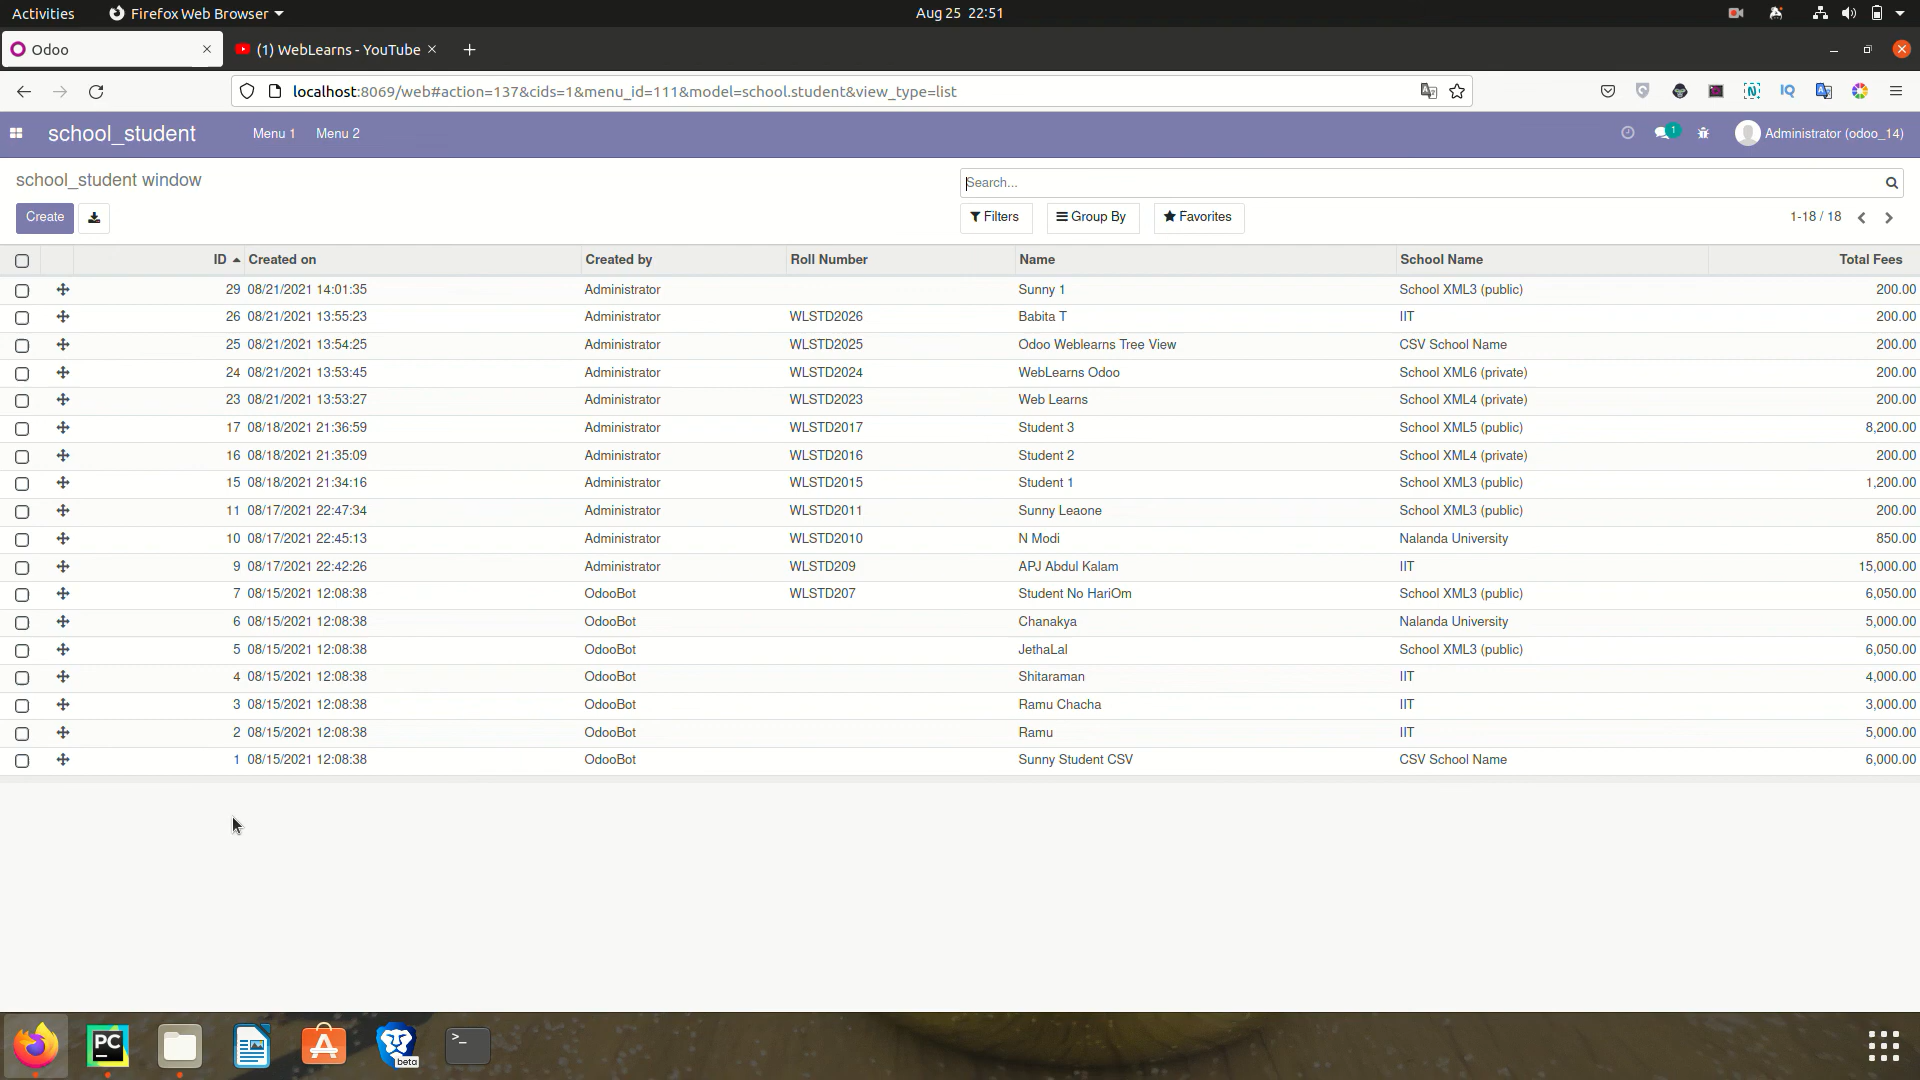 Activities Firefox Web Browser Aug 25 22:51
Odoo (1) WebLearns - YouTube
localhost:8069/web#action=137&cids=1&menu_id=111&model=school.student&view_type=list IQ
school_student Menu 1 Menu 2 1 Administrator (odoo_14)
school_student window Search...
Create Filters Group By Favorites 1-18 / 18
ID Created on Created by Roll Number Name School Name Total Fees
29 08/21/2021 14:01:35 Administrator Sunny 1 School XML3 (public) 200.00
26 08/21/2021 13:55:23 Administrator WLSTD2026 Babita T IIT 200.00
25 08/21/2021 13:54:25 Administrator WLSTD2025 Odoo Weblearns Tree View CSV School Name 200.00
24 08/21/2021 13:53:45 Administrator WLSTD2024 WebLearns Odoo School XML6 (private) 200.00
23 08/21/2021 13:53:27 Administrator WLSTD2023 Web Learns School XML4 (private) 200.00
17 08/18/2021 21:36:59 Administrator WLSTD2017 Student 3 School XML5 (public) 8,200.00
16 08/18/2021 21:35:09 Administrator WLSTD2016 Student 2 School XML4 (private) 200.00
15 08/18/2021 21:34:16 Administrator WLSTD2015 Student 1 School XML3 (public) 1,200.00
11 08/17/2021 22:47:34 Administrator WLSTD2011 Sunny Leaone School XML3 (public) 200.00
10 08/17/2021 22:45:13 Administrator WLSTD2010 N Modi Nalanda University 850.00
9 08/17/2021 22:42:26 Administrator WLSTD209 APJ Abdul Kalam IIT 15,000.00
7 08/15/2021 12:08:38 OdooBot WLSTD207 Student No HariOm School XML3 (public) 6,050.00
6 08/15/2021 12:08:38 OdooBot Chanakya Nalanda University 5,000.00
5 08/15/2021 12:08:38 OdooBot JethaLal School XML3 (public) 6,050.00
4 08/15/2021 12:08:38 OdooBot Shitaraman IIT 4,000.00
3 08/15/2021 12:08:38 OdooBot Ramu Chacha IIT 3,000.00
2 08/15/2021 12:08:38 OdooBot Ramu IIT 5,000.00
1 08/15/2021 12:08:38 OdooBot Sunny Student CSV CSV School Name 6,000.00
PC beta >_